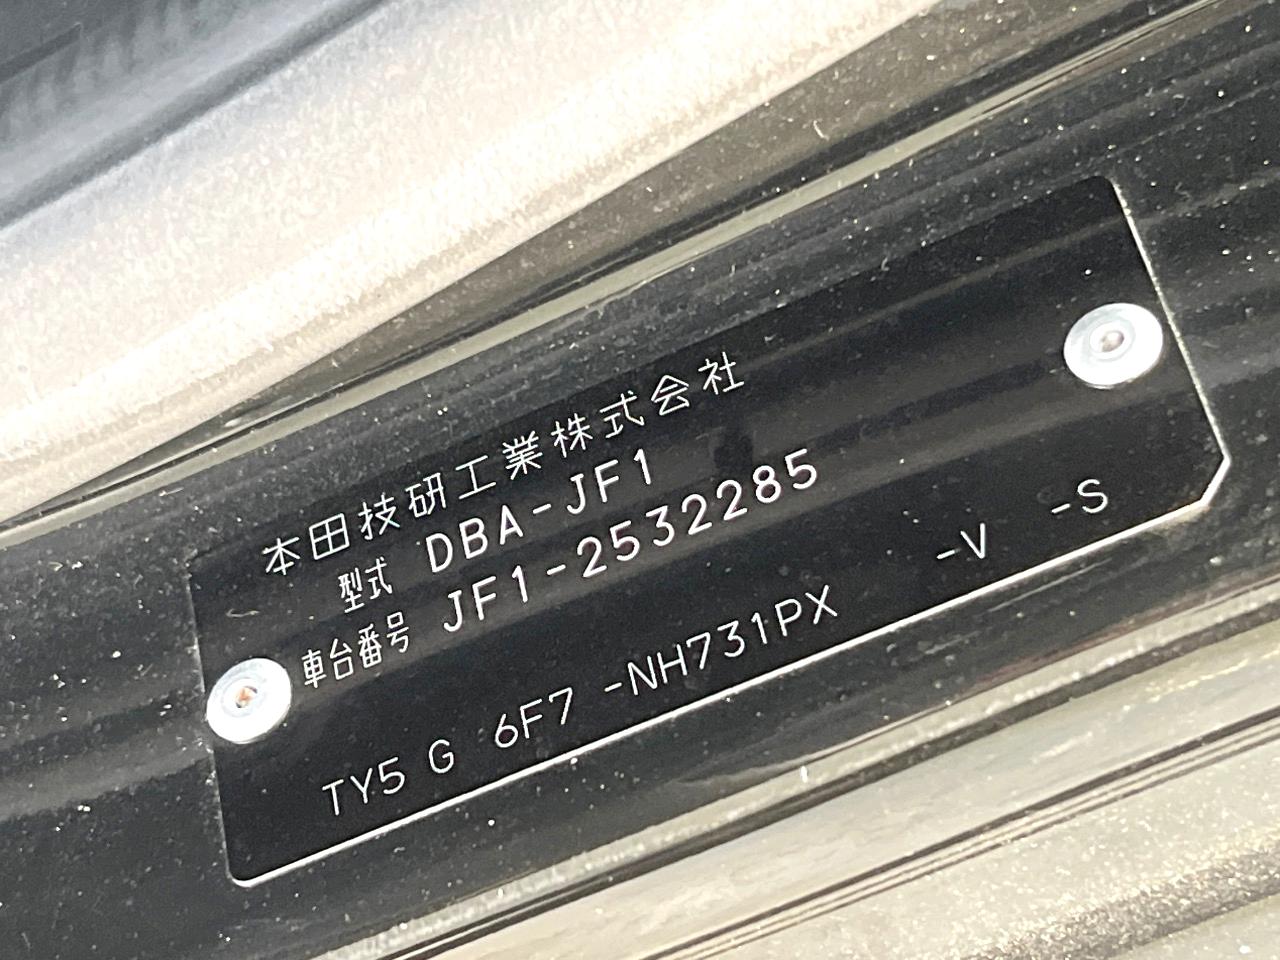 本田技研工業株式会社
型式 DBA-JF1
車台番号 JF1-2532285
TY5 G 6F7 -NH731PX -V -S